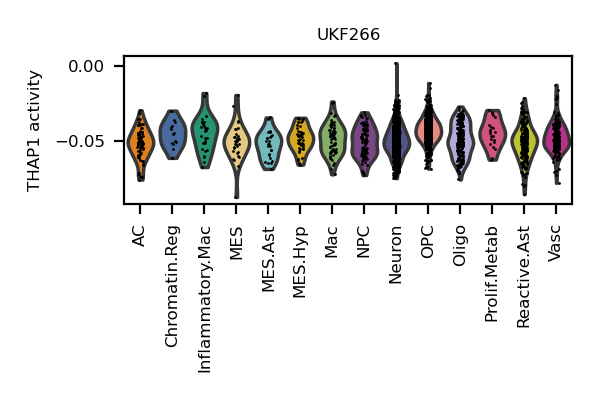 UKF266
THAP1 activity
0.00
−0.05
AC
Chromatin.Reg
Inflammatory.Mac
MES
MES.Ast
MES.Hyp
Mac
NPC
Neuron
OPC
Oligo
Prolif.Metab
Reactive.Ast
Vasc